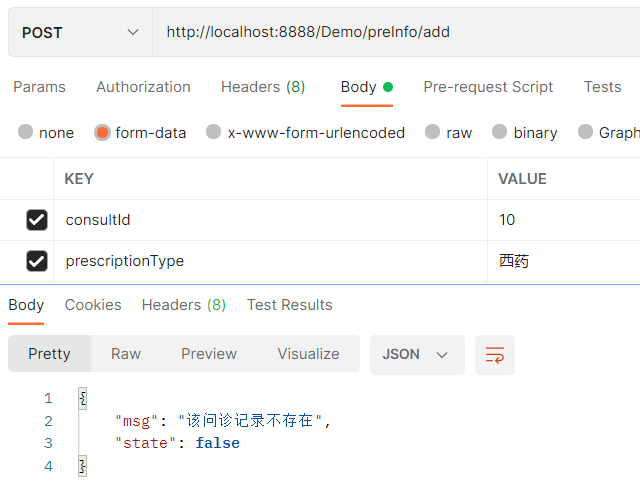 POST http://localhost:8888/Demo/preInfo/add
Params Authorization Headers (8) Body Pre-request Script Tests
none form-data x-www-form-urlencoded raw binary Graph
KEY VALUE
consultId 10
prescriptionType 西药
Body Cookies Headers (8) Test Results
Pretty Raw Preview Visualize JSON
1 {
2 "msg": "该问诊记录不存在",
3 "state": false
4 }